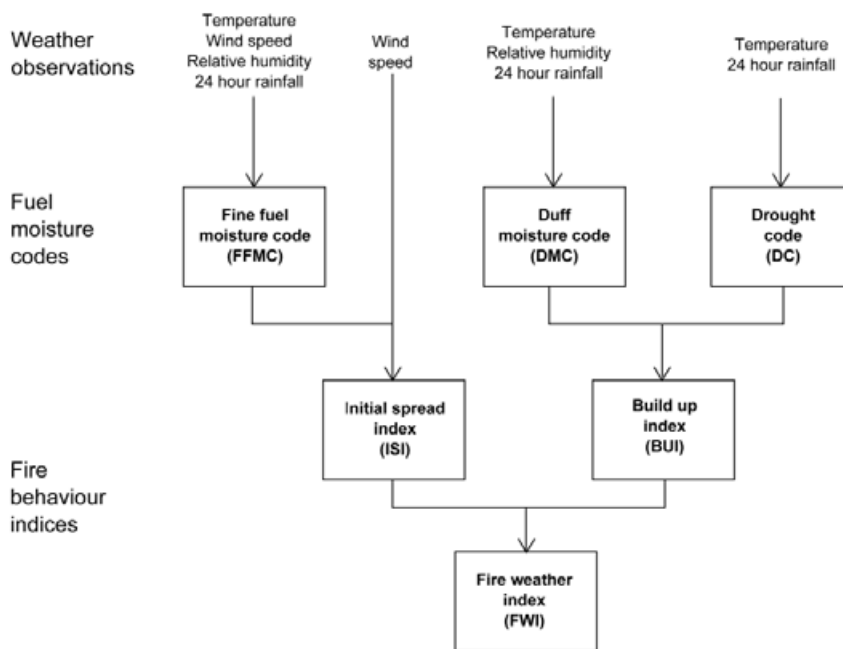 Weather
observations
Temperature
Wind speed
Relative humidity
24 hour rainfall
Wind
speed
Temperature
Relative humidity
24 hour rainfall
Temperature
24 hour rainfall
Fuel
moisture
codes
Fine fuel
moisture code
(FFMC)
Duff
moisture code
(DMC)
Drought
code
(DC)
Initial spread
index
(ISI)
Build up
index
(BUI)
Fire
behaviour
indices
Fire weather
index
(FWI)